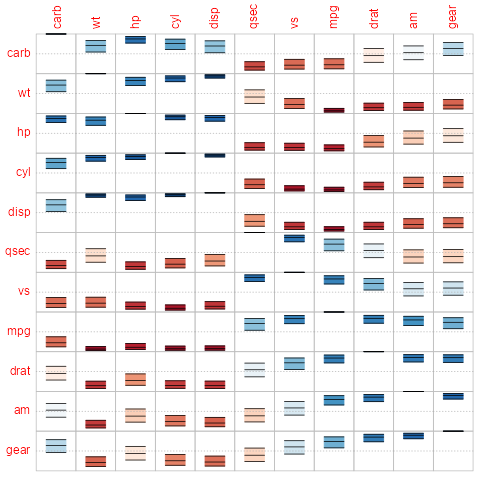 carb wt hp cyl disp qsec vs mpg drat am gear
carb
wt
hp
cyl
disp
qsec
vs
mpg
drat
am
gear